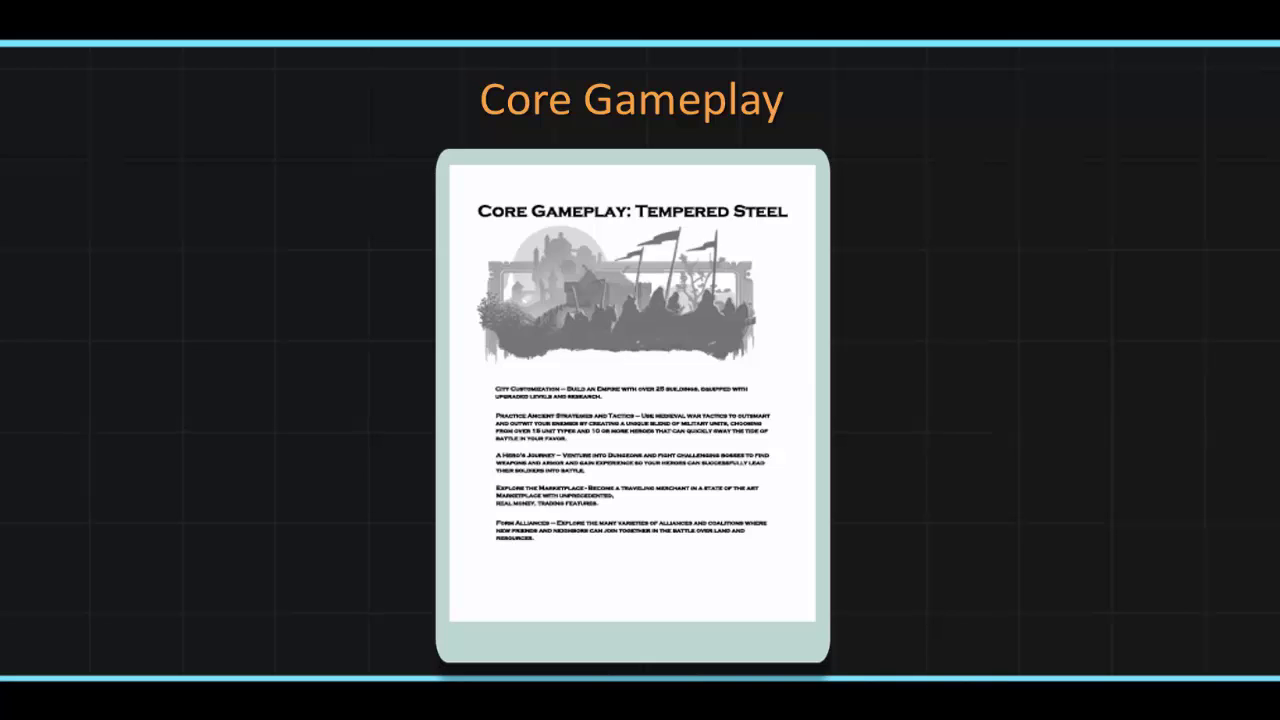 Core Gameplay
Core Gameplay: Tempered Steel
City Customization – Build an Empire with over 25 buildings, equipped with
upgraded levels and research.
Practice Ancient Strategies and Tactics – Use medieval war tactics to outsmart
and outwit your enemies by creating a unique blend of military units, choosing
from over 15 unit types and 10 or more heroes that can quickly sway the tide of
battle in your favor.
A Hero's Journey – Venture into Dungeons and fight challenging bosses to find
weapons and armor and gain experience so your heroes can successfully lead
their soldiers into battle.
Explore the Marketplace - Become a traveling merchant in a state of the art
Marketplace with unprecedented,
real money, trading features.
Form Alliances – Explore the many varieties of alliances and coalitions where
new friends and neighbors can join together in the battle over land and
resources.